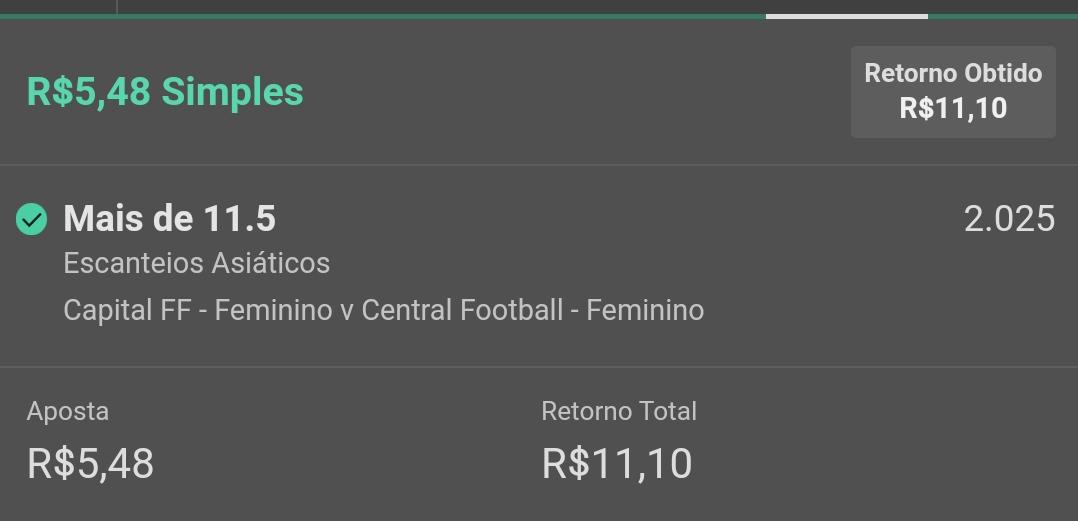 R$5,48 Simples
Retorno Obtido
R$11,10
Mais de 11.5
2.025
Escanteios Asiáticos
Capital FF - Feminino v Central Football - Feminino
Aposta
Retorno Total
R$5,48
R$11,10